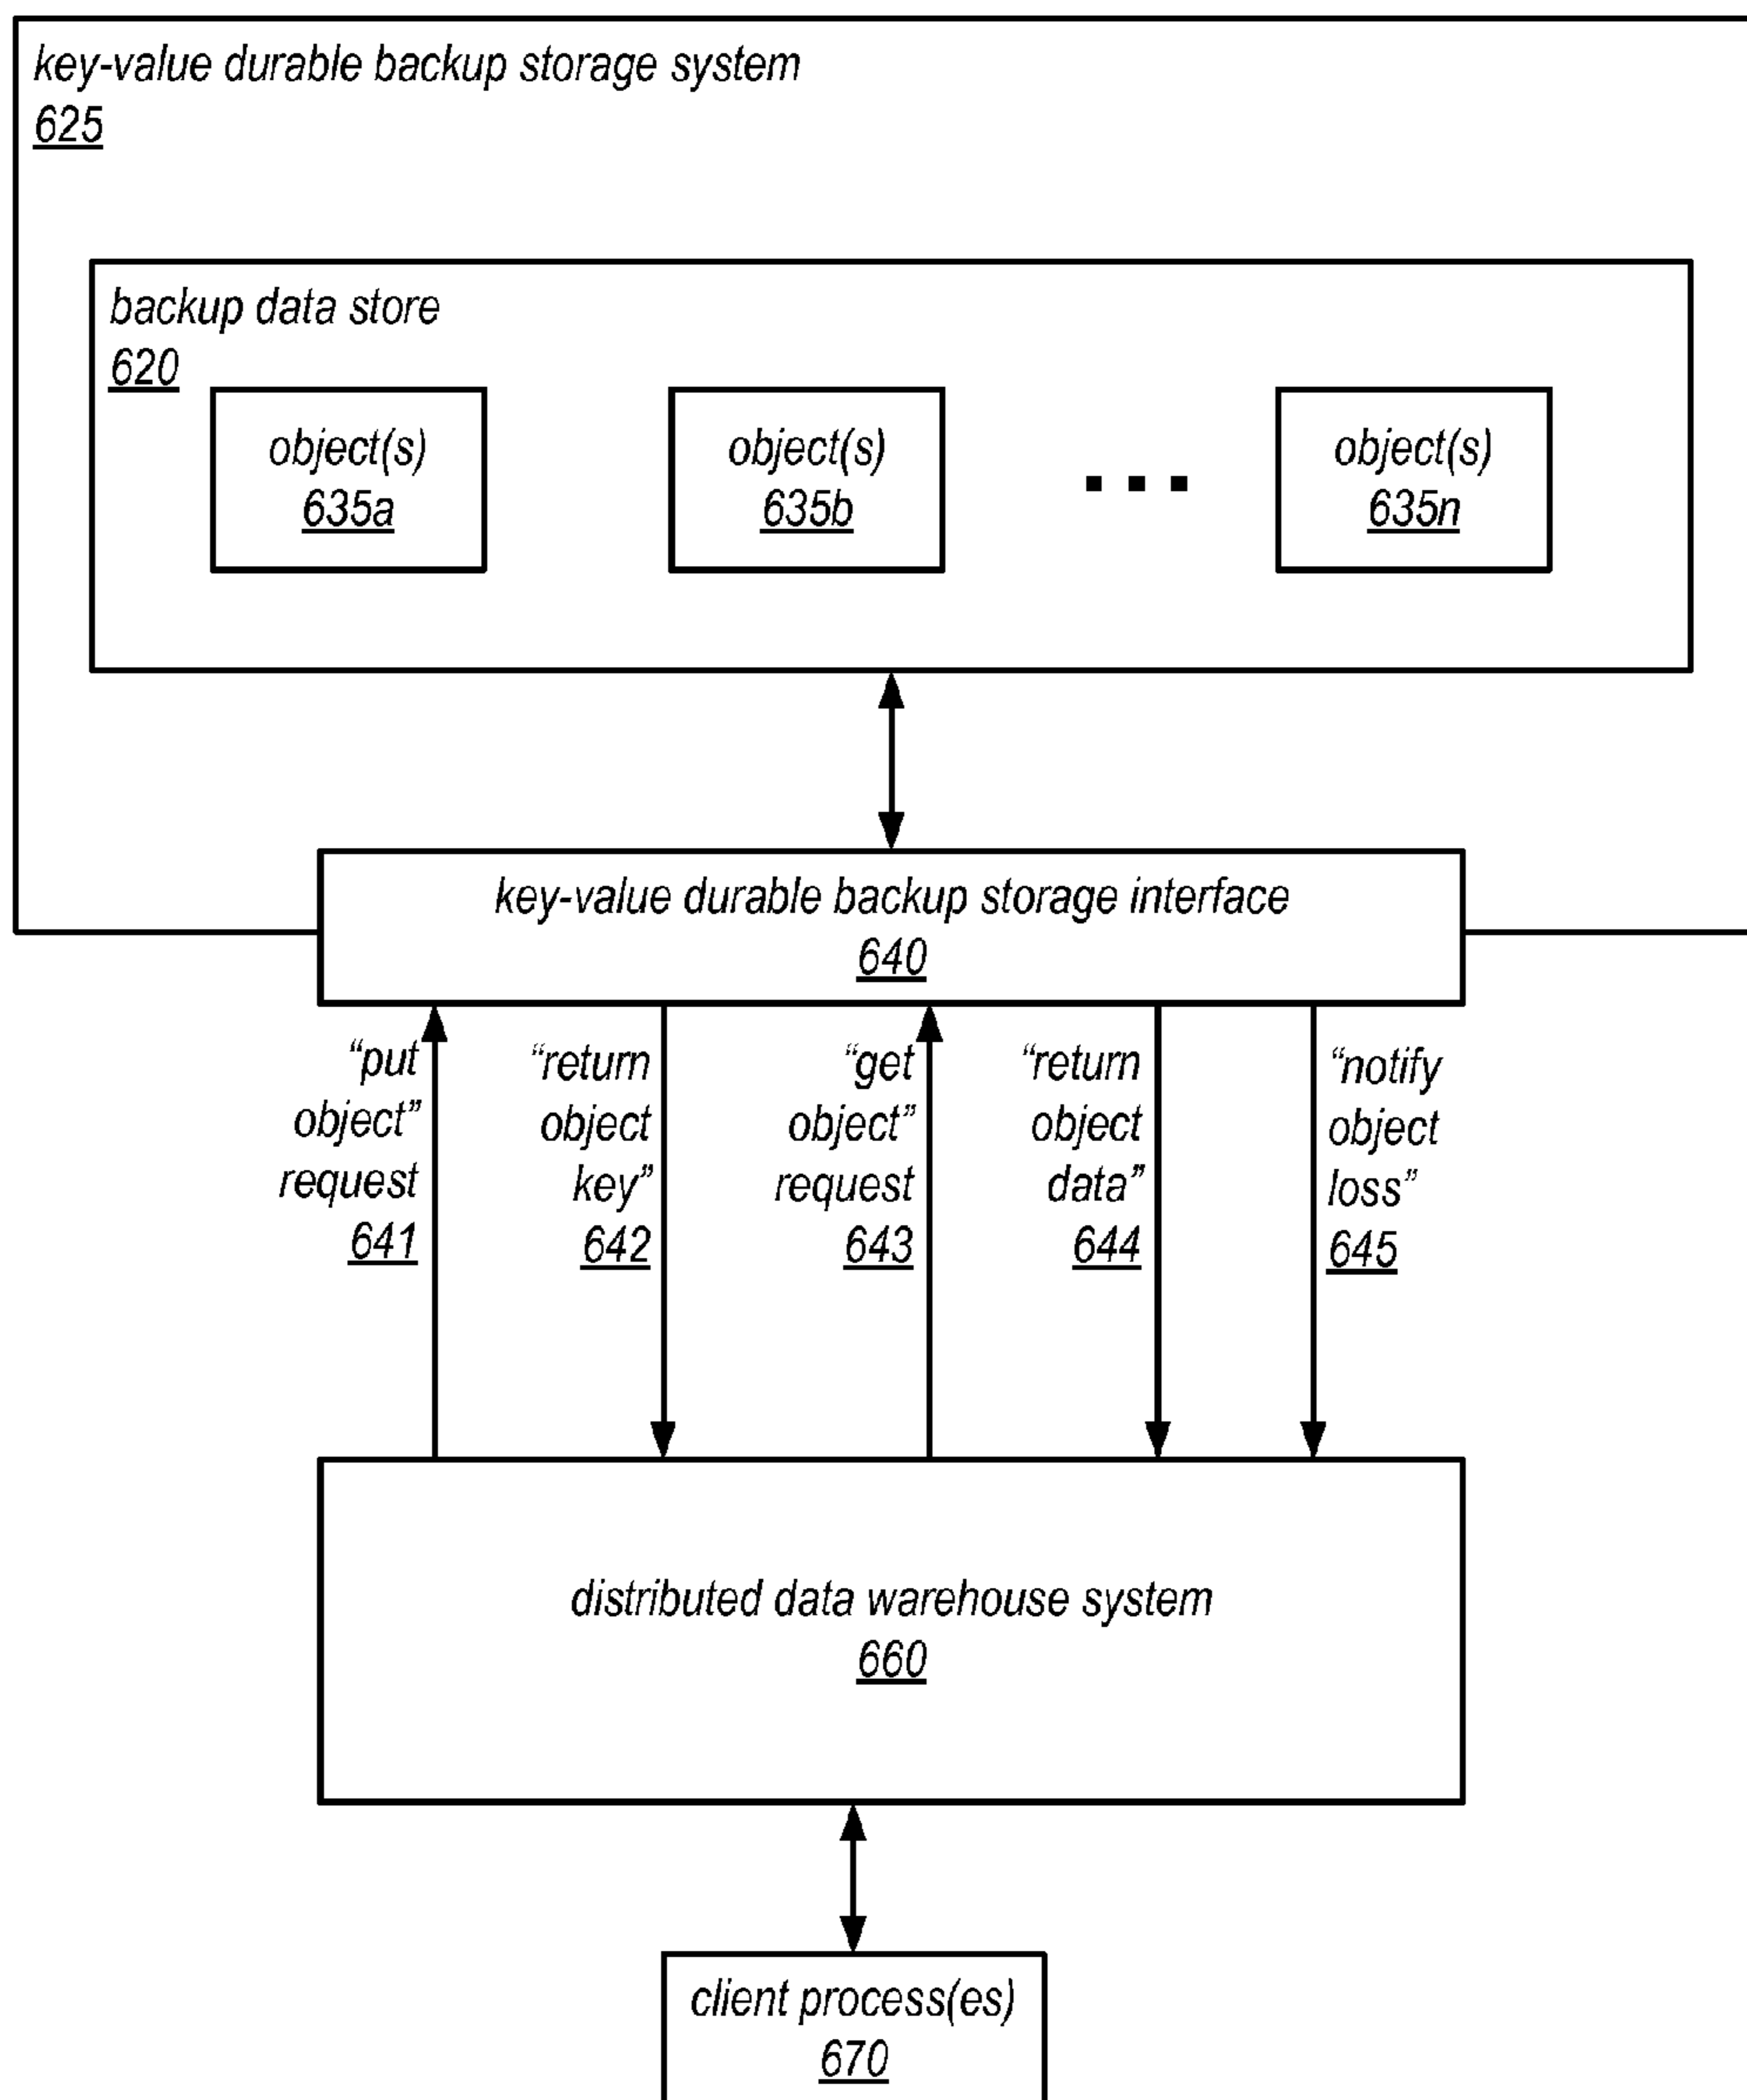 key-value durable backup storage system
625
backup data store
620
object(s)
635a
object(s)
635b
object(s)
635n
key-value durable backup storage interface
640
“put
object”
request
641
“return
object
key”
642
“get
object”
request
643
“return
object
data”
644
“notify
object
loss”
645
distributed data warehouse system
660
client process(es)
670